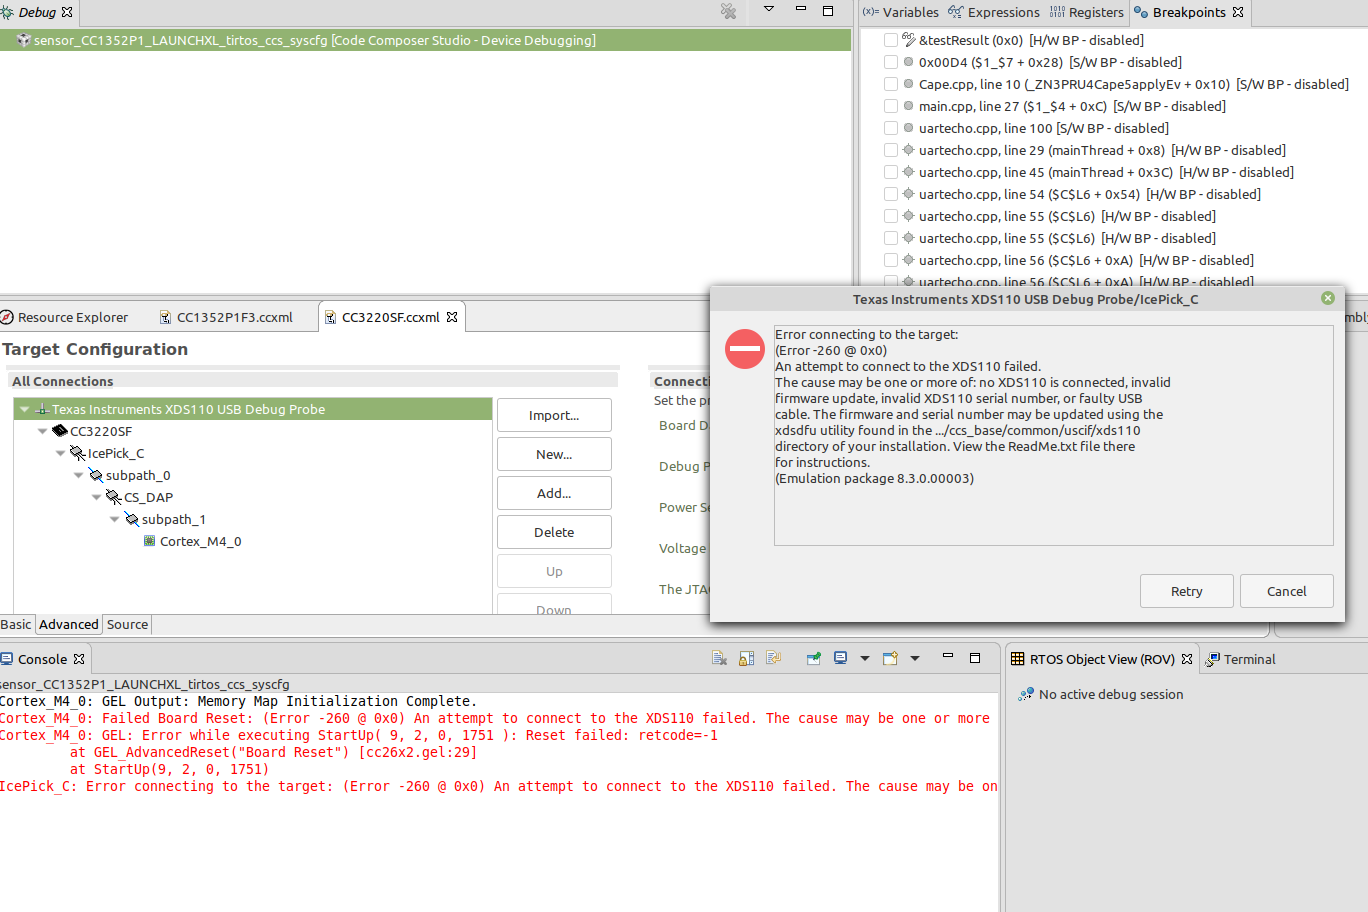 Debug
sensor_CC1352P1_LAUNCHXL_tirtos_ccs_syscfg [Code Composer Studio - Device Debugging]
(x)= Variables
Expressions
1010 0101 Registers
Breakpoints
&testResult (0x0) [H/W BP - disabled]
0x00D4 ($1_$7 + 0x28) [S/W BP - disabled]
Cape.cpp, line 10 (_ZN3PRU4Cape5applyEv + 0x10) [S/W BP - disabled]
main.cpp, line 27 ($1_$4 + 0xC) [S/W BP - disabled]
uartecho.cpp, line 100 [S/W BP - disabled]
uartecho.cpp, line 29 (mainThread + 0x8) [H/W BP - disabled]
uartecho.cpp, line 45 (mainThread + 0x3C) [H/W BP - disabled]
uartecho.cpp, line 54 ($C$L6 + 0x54) [H/W BP - disabled]
uartecho.cpp, line 55 ($C$L6) [H/W BP - disabled]
uartecho.cpp, line 55 ($C$L6) [H/W BP - disabled]
uartecho.cpp, line 56 ($C$L6 + 0xA) [H/W BP - disabled]
uartecho.cpp, line 56 ($C$L6 + 0xA) [H/W BP - disabled]
Resource Explorer
CC1352P1F3.ccxml
CC3220SF.ccxml
Target Configuration
All Connections
Texas Instruments XDS110 USB Debug Probe
CC3220SF
IcePick_C
subpath_0
CS_DAP
subpath_1
Cortex_M4_0
Import...
New...
Add...
Delete
Up
Down
Connecti
Set the pr
Board D
Debug P
Power Se
Voltage
The JTAG
Basic
Advanced
Source
Texas Instruments XDS110 USB Debug Probe/IcePick_C
Error connecting to the target:
(Error -260 @ 0x0)
An attempt to connect to the XDS110 failed.
The cause may be one or more of: no XDS110 is connected, invalid
firmware update, invalid XDS110 serial number, or faulty USB
cable. The firmware and serial number may be updated using the
xdsdfu utility found in the .../ccs_base/common/uscif/xds110
directory of your installation. View the ReadMe.txt file there
for instructions.
(Emulation package 8.3.0.00003)
Retry
Cancel
mbly
Console
sensor_CC1352P1_LAUNCHXL_tirtos_ccs_syscfg
Cortex_M4_0: GEL Output: Memory Map Initialization Complete.
Cortex_M4_0: Failed Board Reset: (Error -260 @ 0x0) An attempt to connect to the XDS110 failed. The cause may be one or more
Cortex_M4_0: GEL: Error while executing StartUp( 9, 2, 0, 1751 ): Reset failed: retcode=-1
at GEL_AdvancedReset("Board Reset") [cc26x2.gel:29]
at StartUp(9, 2, 0, 1751)
IcePick_C: Error connecting to the target: (Error -260 @ 0x0) An attempt to connect to the XDS110 failed. The cause may be on
RTOS Object View (ROV)
Terminal
No active debug session